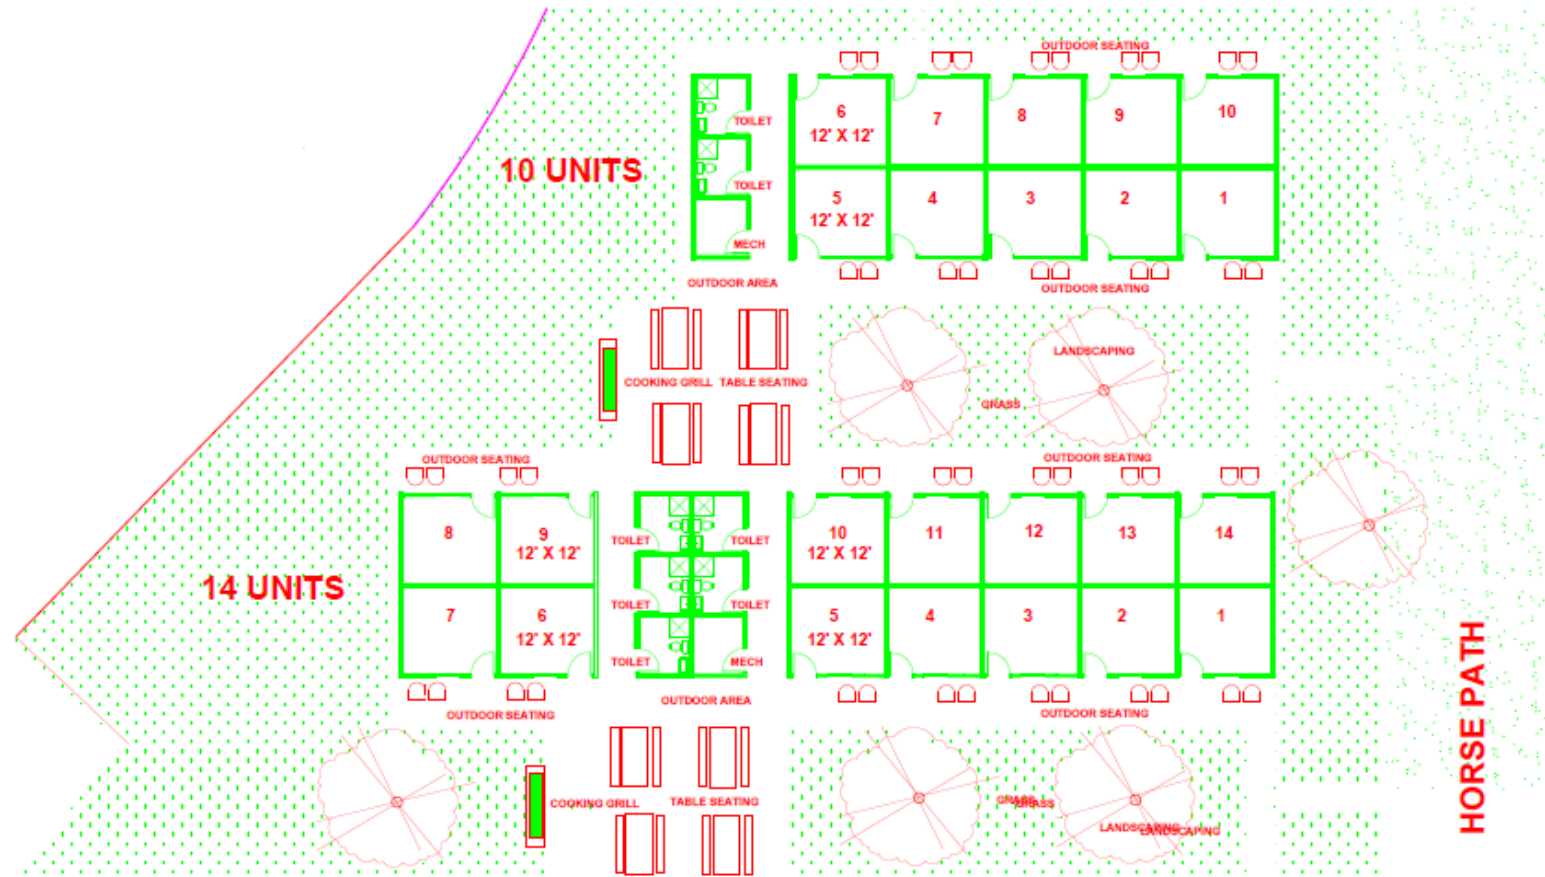 OUTDOOR SEATING
6
12' X 12'
7
8
9
10
TOILET
10 UNITS
TOILET
5
12' X 12'
4
3
2
1
MECH
OUTDOOR AREA
OUTDOOR SEATING
LANDSCAPING
COOKING GRILL
TABLE SEATING
GRASS
OUTDOOR SEATING
OUTDOOR SEATING
8
9
12' X 12'
TOILET
TOILET
10
12' X 12'
11
12
13
14
14 UNITS
TOILET
TOILET
7
6
12' X 12'
5
12' X 12'
4
3
2
1
TOILET
MECH
OUTDOOR AREA
OUTDOOR SEATING
OUTDOOR SEATING
HORSE PATH
COOKING GRILL
TABLE SEATING
GRASS
GRASS
LANDSCAPING
LANDSCAPING